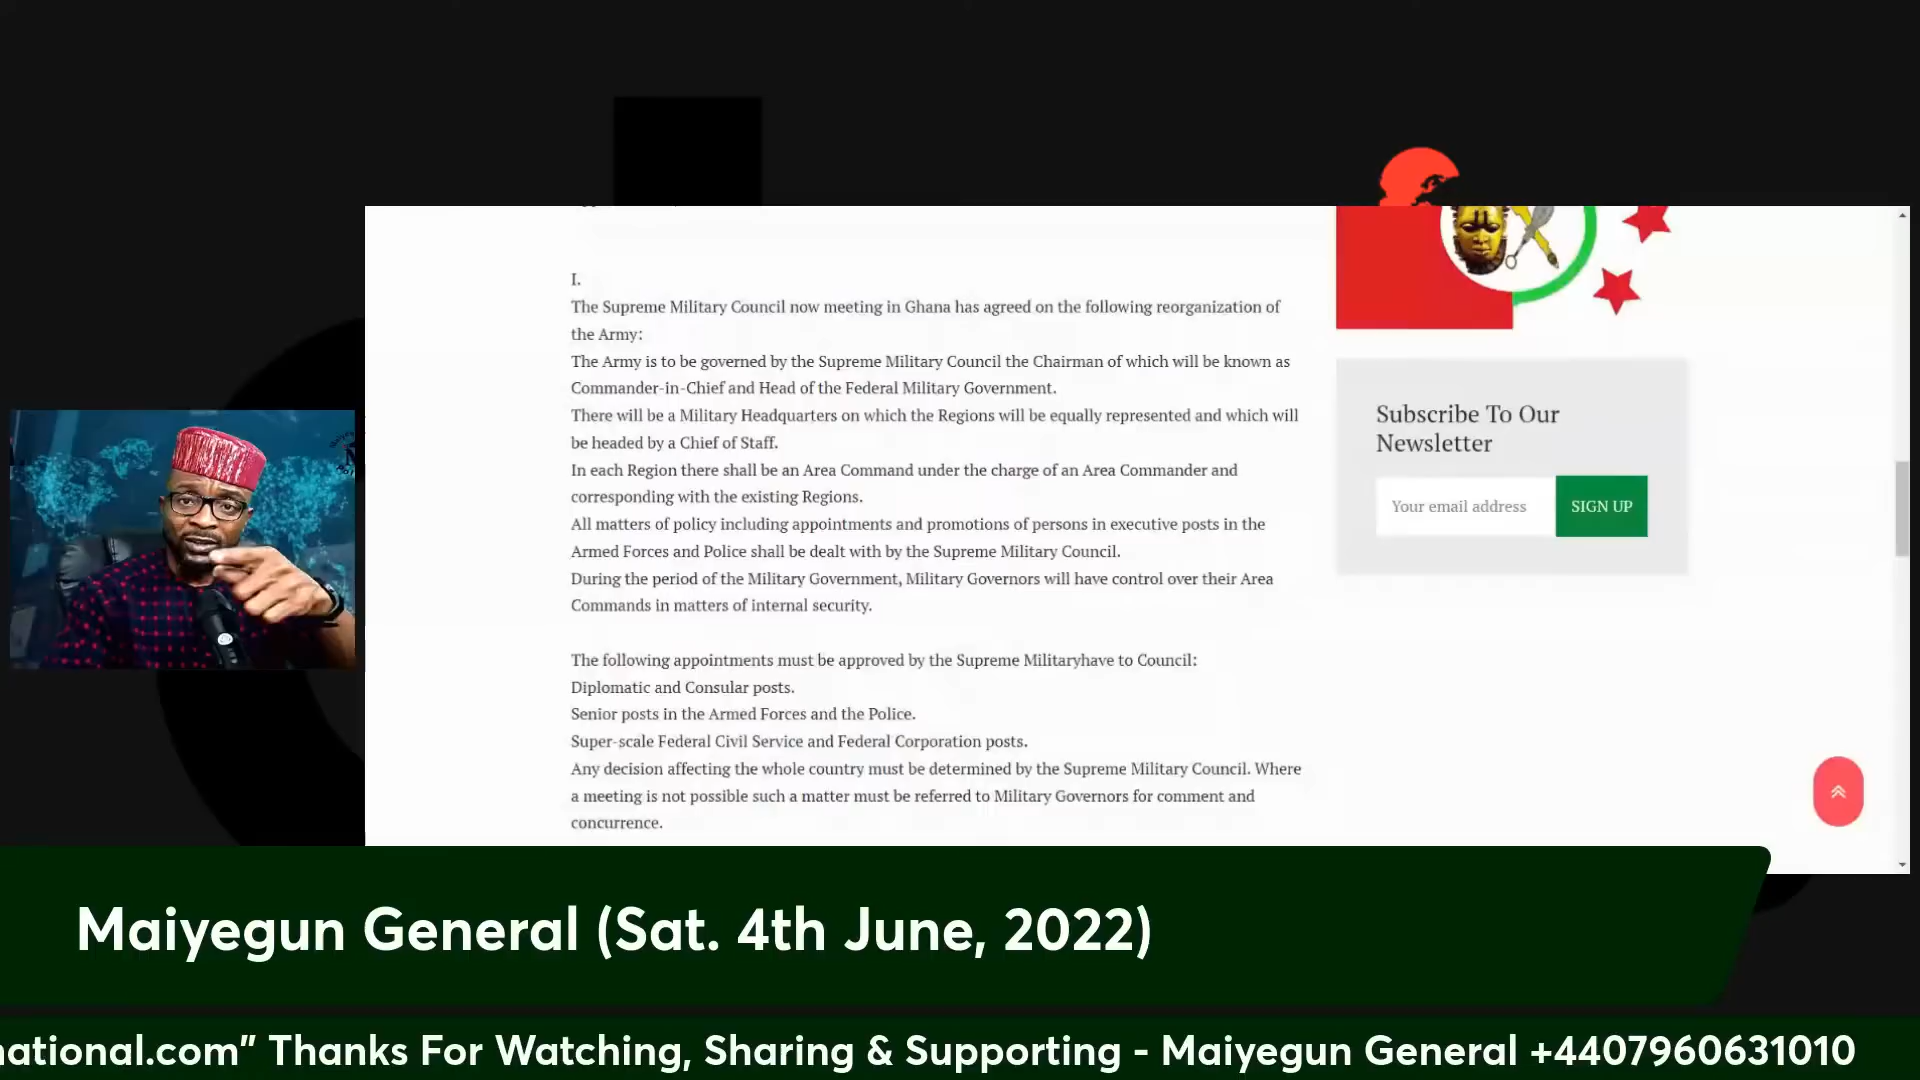 I.
The Supreme Military Council now meeting in Ghana has agreed on the following reorganization of
the Army:
The Army is to be governed by the Supreme Military Council the Chairman of which will be known as
Commander-in-Chief and Head of the Federal Military Government.
There will be a Military Headquarters on which the Regions will be equally represented and which will
be headed by a Chief of Staff.
In each Region there shall be an Area Command under the charge of an Area Commander and
corresponding with the existing Regions.
All matters of policy including appointments and promotions of persons in executive posts in the
Armed Forces and Police shall be dealt with by the Supreme Military Council.
During the period of the Military Government, Military Governors will have control over their Area
Commands in matters of internal security.
The following appointments must be approved by the Supreme Militaryhave to Council:
Diplomatic and Consular posts.
Senior posts in the Armed Forces and the Police.
Super-scale Federal Civil Service and Federal Corporation posts.
Any decision affecting the whole country must be determined by the Supreme Military Council. Where
a meeting is not possible such a matter must be referred to Military Governors for comment and
concurrence.
Subscribe To Our
Newsletter
Your email address
SIGN UP
Maiyegun General (Sat. 4th June, 2022)
national.com” Thanks For Watching, Sharing & Supporting - Maiyegun General +4407960631010